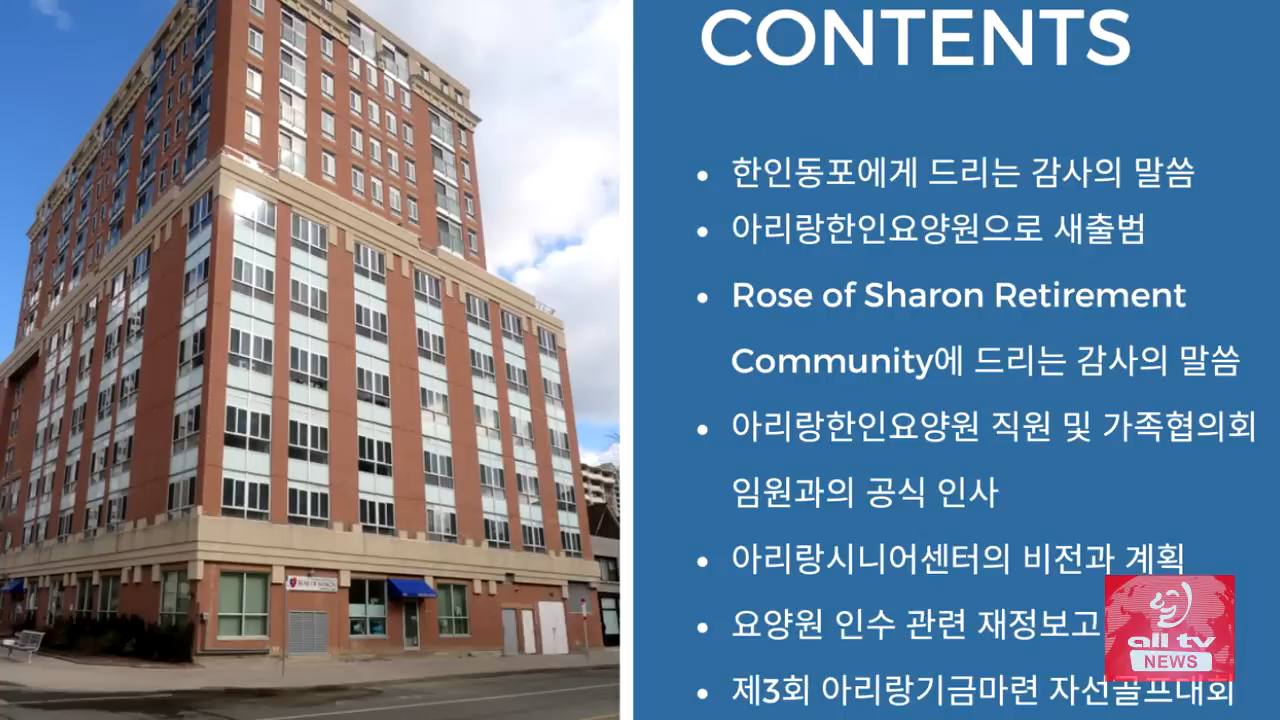 CONTENTS
• 한인동포에게 드리는 감사의 말씀
• 아리랑한인요양원으로 새출범
• Rose of Sharon Retirement
Community에 드리는 감사의 말씀
• 아리랑한인요양원 직원 및 가족협의회
임원과의 공식 인사
• 아리랑시니어센터의 비전과 계획
• 요양원 인수 관련 재정보고
• 제3회 아리랑기금마련 자선골프대회
all tv
NEWS
ROSE OF SHARON